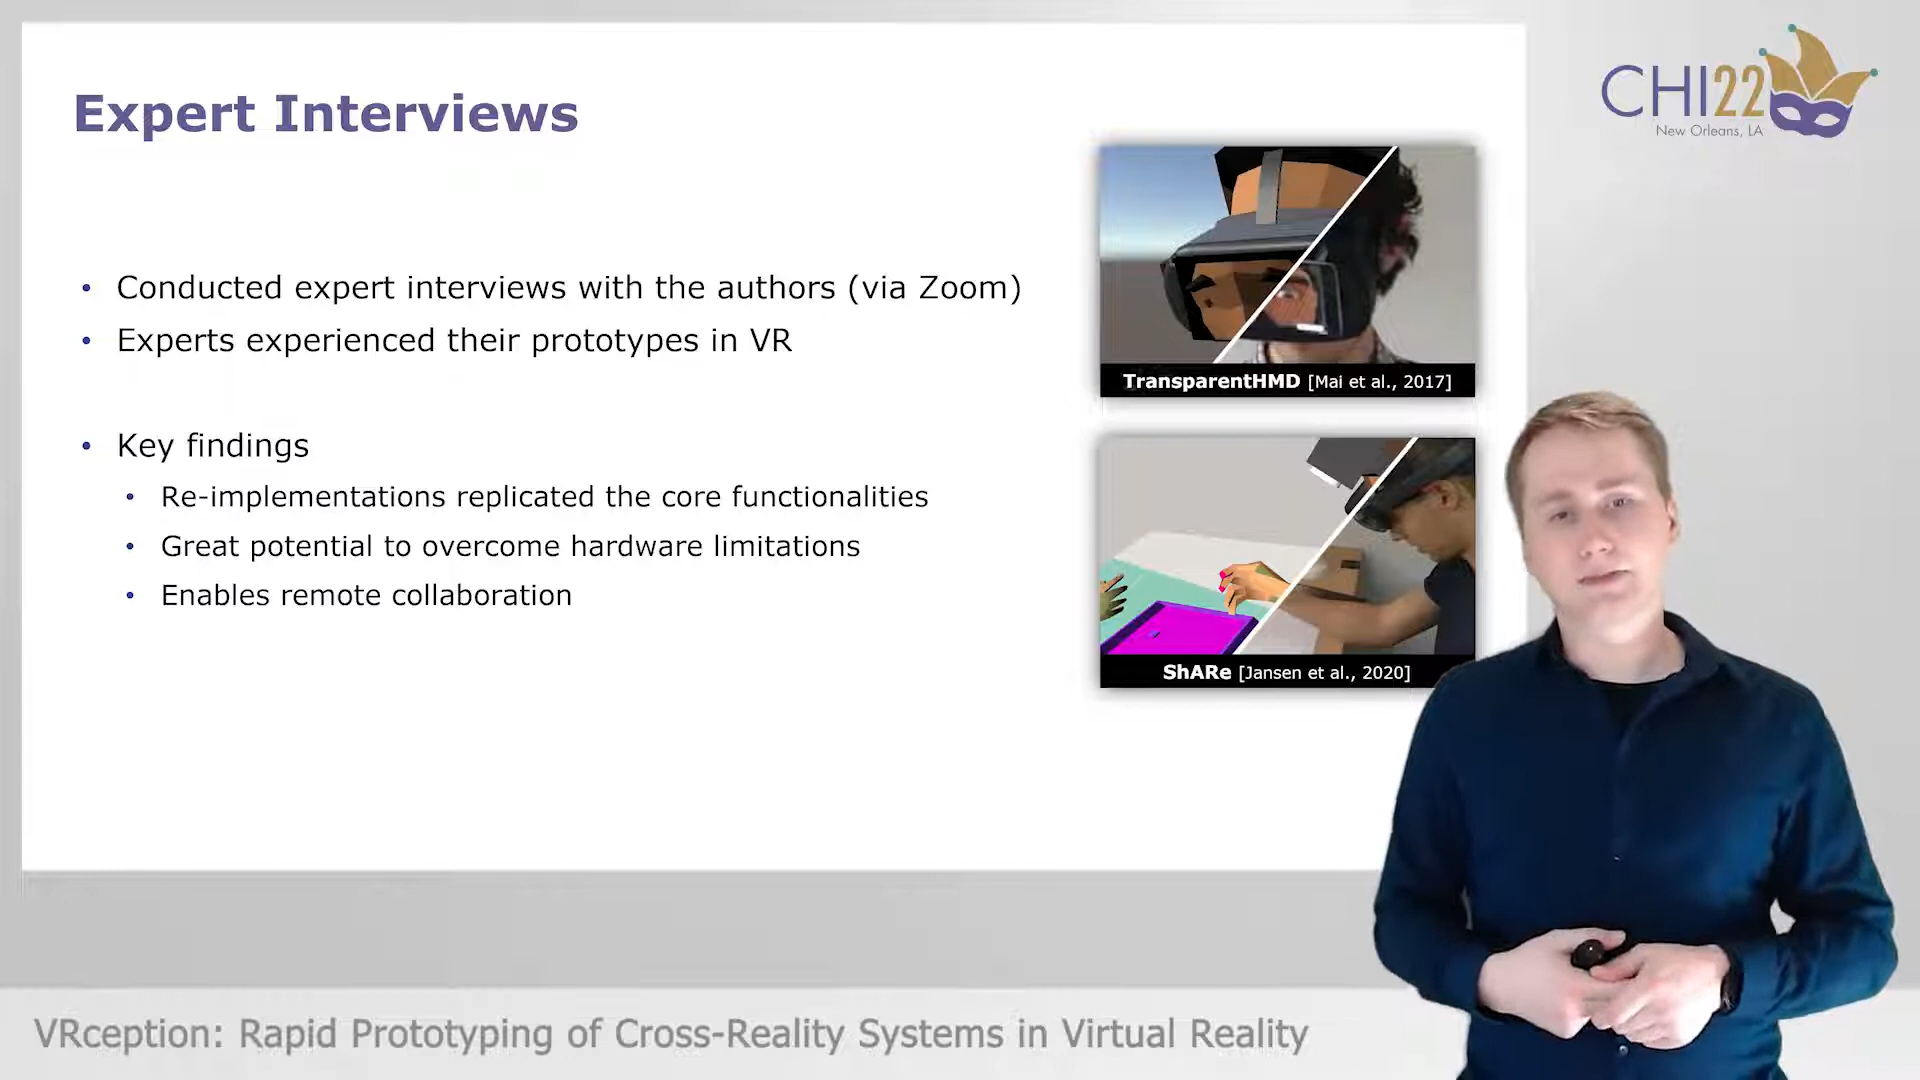 Expert Interviews
CHI22
New Orleans, LA
• Conducted expert interviews with the authors (via Zoom)
• Experts experienced their prototypes in VR
• Key findings
• Re-implementations replicated the core functionalities
• Great potential to overcome hardware limitations
• Enables remote collaboration
TransparentHMD [Mai et al., 2017]
ShARe [Jansen et al., 2020]
VRception: Rapid Prototyping of Cross-Reality Systems in Virtual Reality